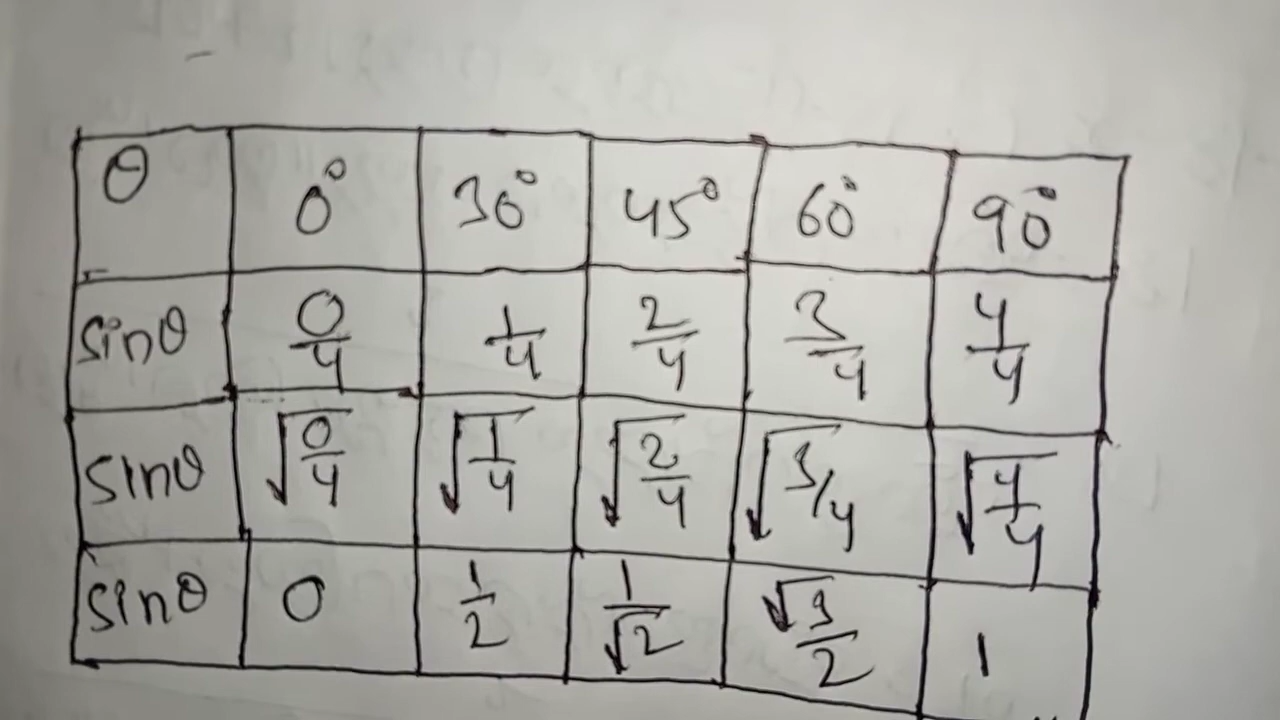 θ 0° 30° 45° 60° 90°
sinθ 0/4 1/4 2/4 3/4 4/4
sinθ √(0/4) √(1/4) √(2/4) √(3/4) √(4/4)
sinθ 0 1/2 1/√2 √3/2 1